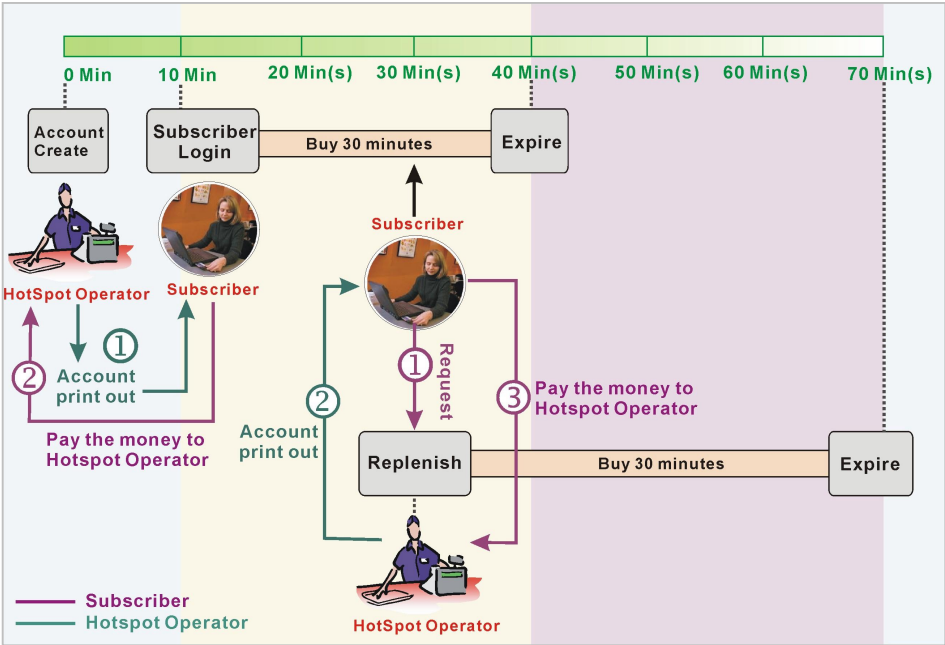 0 Min
10 Min
20 Min(s)
30 Min(s)
40 Min(s)
50 Min(s)
60 Min(s)
70 Min(s)
Account
Create
Subscriber
Login
Buy 30 minutes
Expire
Subscriber
HotSpot Operator
Subscriber
1
Account
print out
2
Pay the money to
Hotspot Operator
1
Request
2
Account
print out
3
Pay the money to
Hotspot Operator
Replenish
Buy 30 minutes
Expire
HotSpot Operator
Subscriber
Hotspot Operator